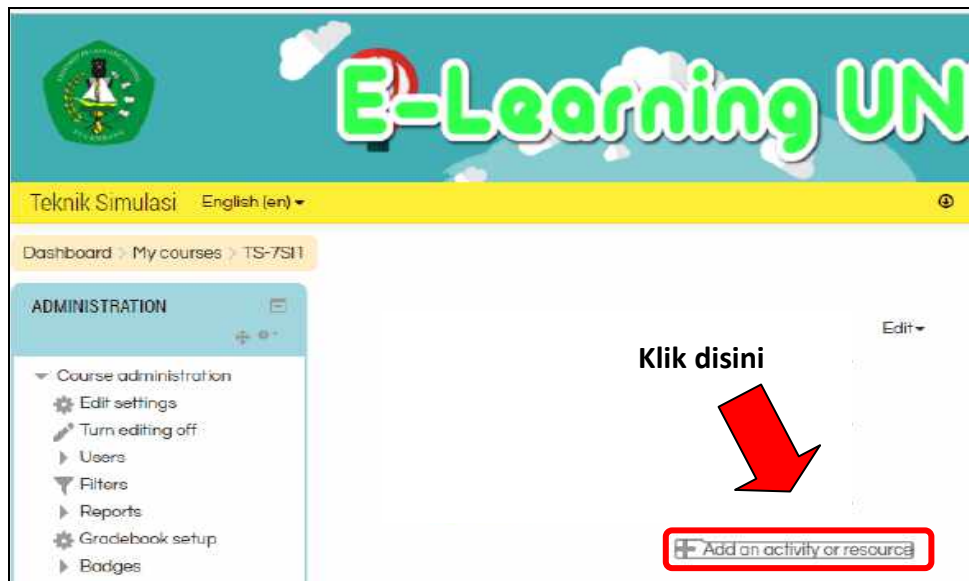 E-Learning UN
Teknik Simulasi English (en)
Dashboard My courses TS-7SI1
ADMINISTRATION
Edit
Klik disini
Course administration
Edit settings
Turn editing off
Users
Filters
Reports
Gradebook setup
Badges
Add an activity or resource